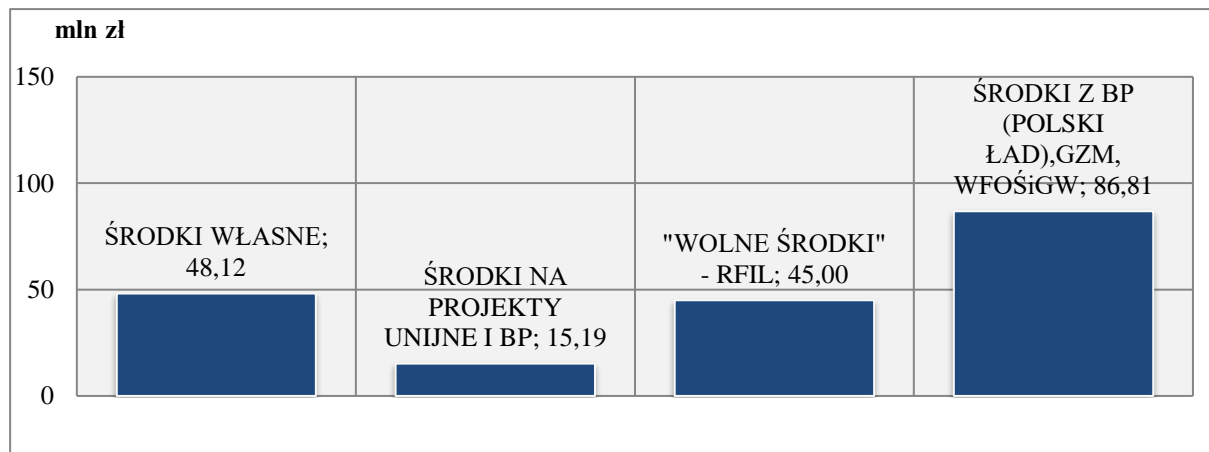 mln zł
150
100
50
0
ŚRODKI WŁASNE;
48,12
ŚRODKI NA
PROJEKTY
UNIJNE I BP; 15,19
"WOLNE ŚRODKI"
- RFIL; 45,00
ŚRODKI Z BP
(POLSKI
ŁAD),GZM,
WFOŚiGW; 86,81